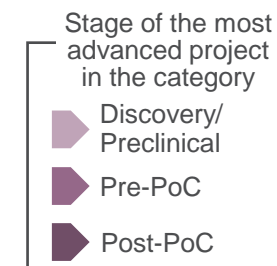 Stage of the most
advanced project
in the category
Discovery/
Preclinical
Pre-PoC
Post-PoC